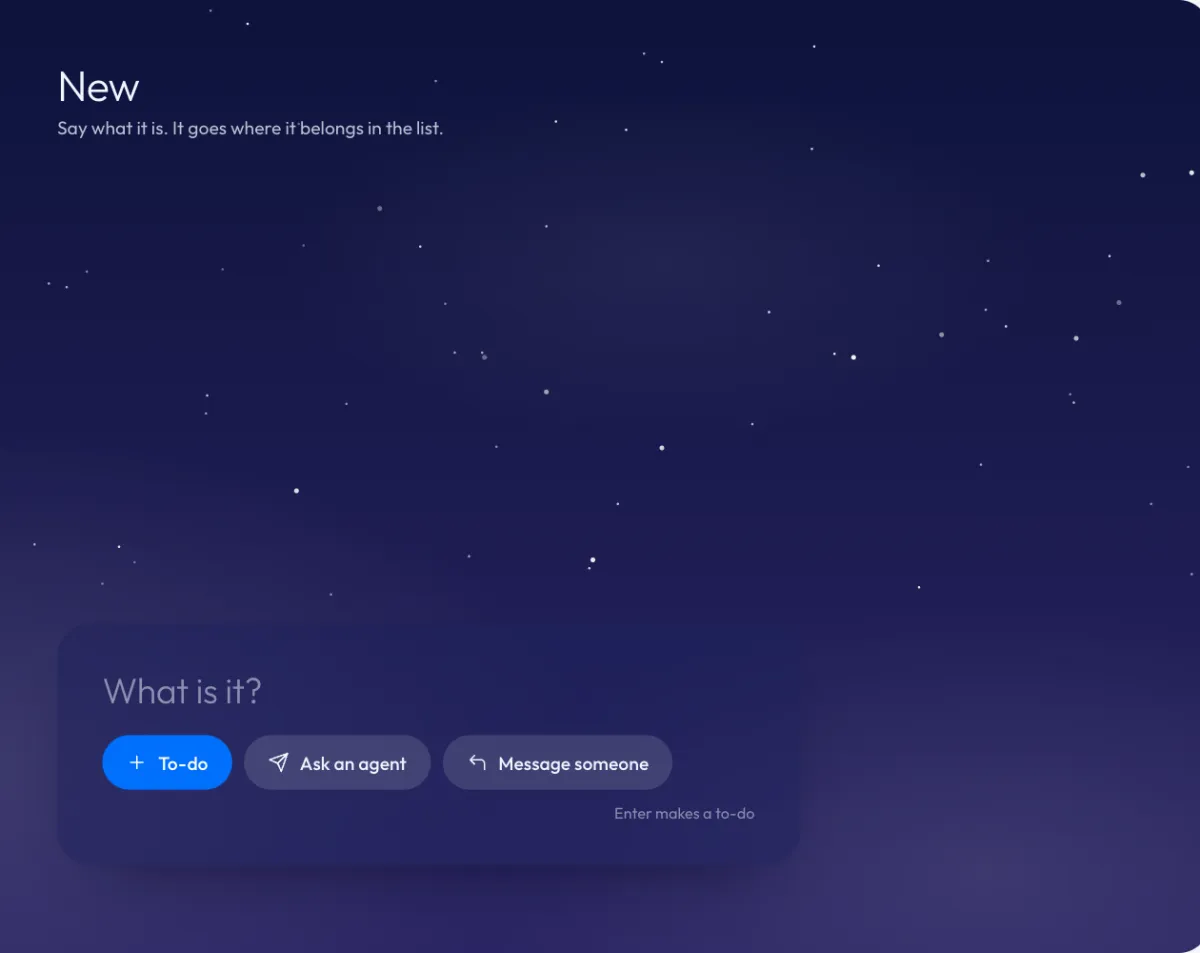 New
Say what it is. It goes where it belongs in the list.
What is it?
To-do
Ask an agent
Message someone
Enter makes a to-do